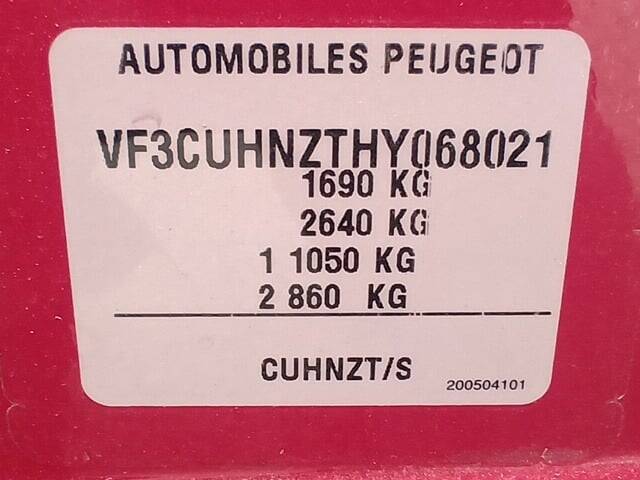 AUTOMOBILES PEUGEOT
VF3CUHNZTHY068021
1690 KG
2640 KG
1 1050 KG
2 860 KG
CUHNZT/S
200504101